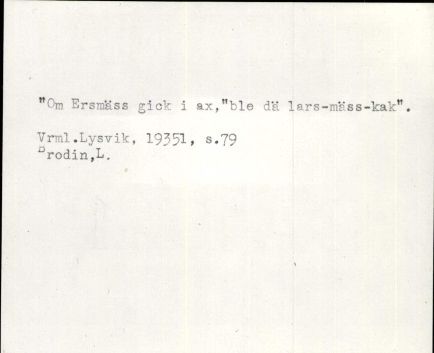 "Om Ersmäss gick i ax,"ble dä lars-mäss-kak".
Vrml.Lysvik, 19351, s.79
Brodin,L.